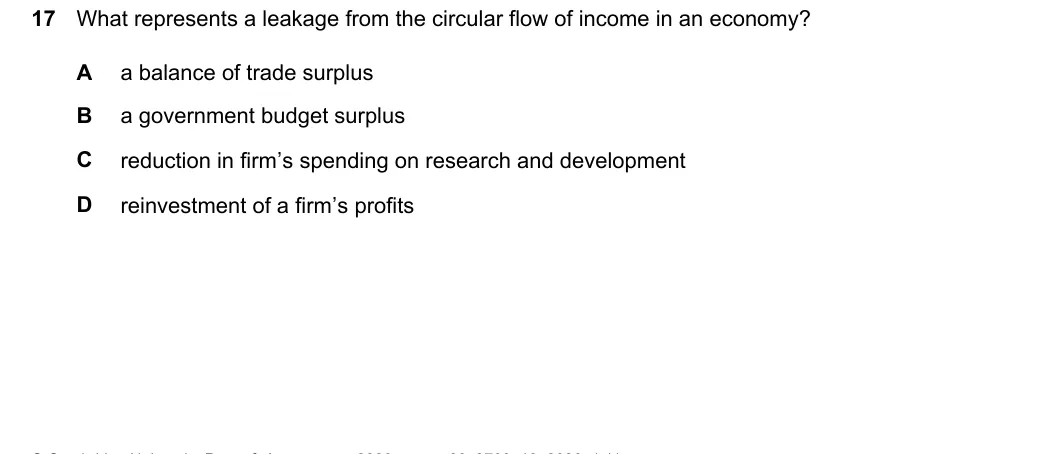 17 What represents a leakage from the circular flow of income in an economy?
A a balance of trade surplus
B a government budget surplus
C reduction in firm’s spending on research and development
D reinvestment of a firm’s profits